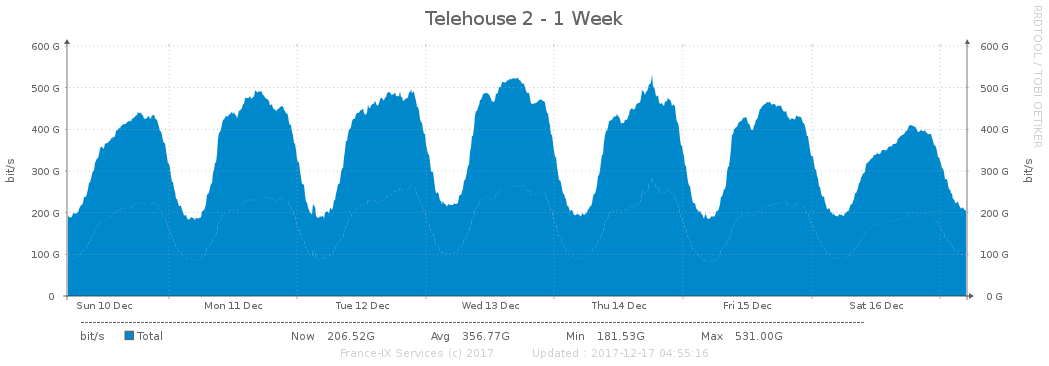 Telehouse 2 - 1 Week
RRDTOOL / TOBI OETIKER
600 G 600 G
500 G 500 G
400 G 400 G
300 G 300 G
200 G 200 G
100 G 100 G
0 0 G
bit/s bit/s
Sun 10 Dec Mon 11 Dec Tue 12 Dec Wed 13 Dec Thu 14 Dec Fri 15 Dec Sat 16 Dec
bit/s Total Now 206.52G Avg 356.77G Min 181.53G Max 531.00G
France-IX Services (c) 2017 Updated : 2017-12-17 04:55:16